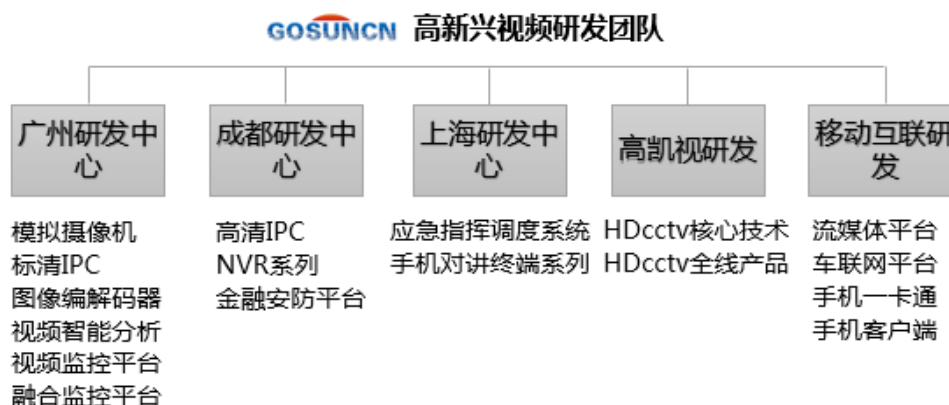 GOSUNCN 高新兴视频研发团队
广州研发中
心
模拟摄像机
标清IPC
图像编解码器
视频智能分析
视频监控平台
融合监控平台
成都研发中
心
高清IPC
NVR系列
金融安防平台
上海研发中
心
应急指挥调度系统
手机对讲终端系列
高凯视研发
HDcctv核心技术
HDcctv全线产品
移动互联研
发
流媒体平台
车联网平台
手机一卡通
手机客户端